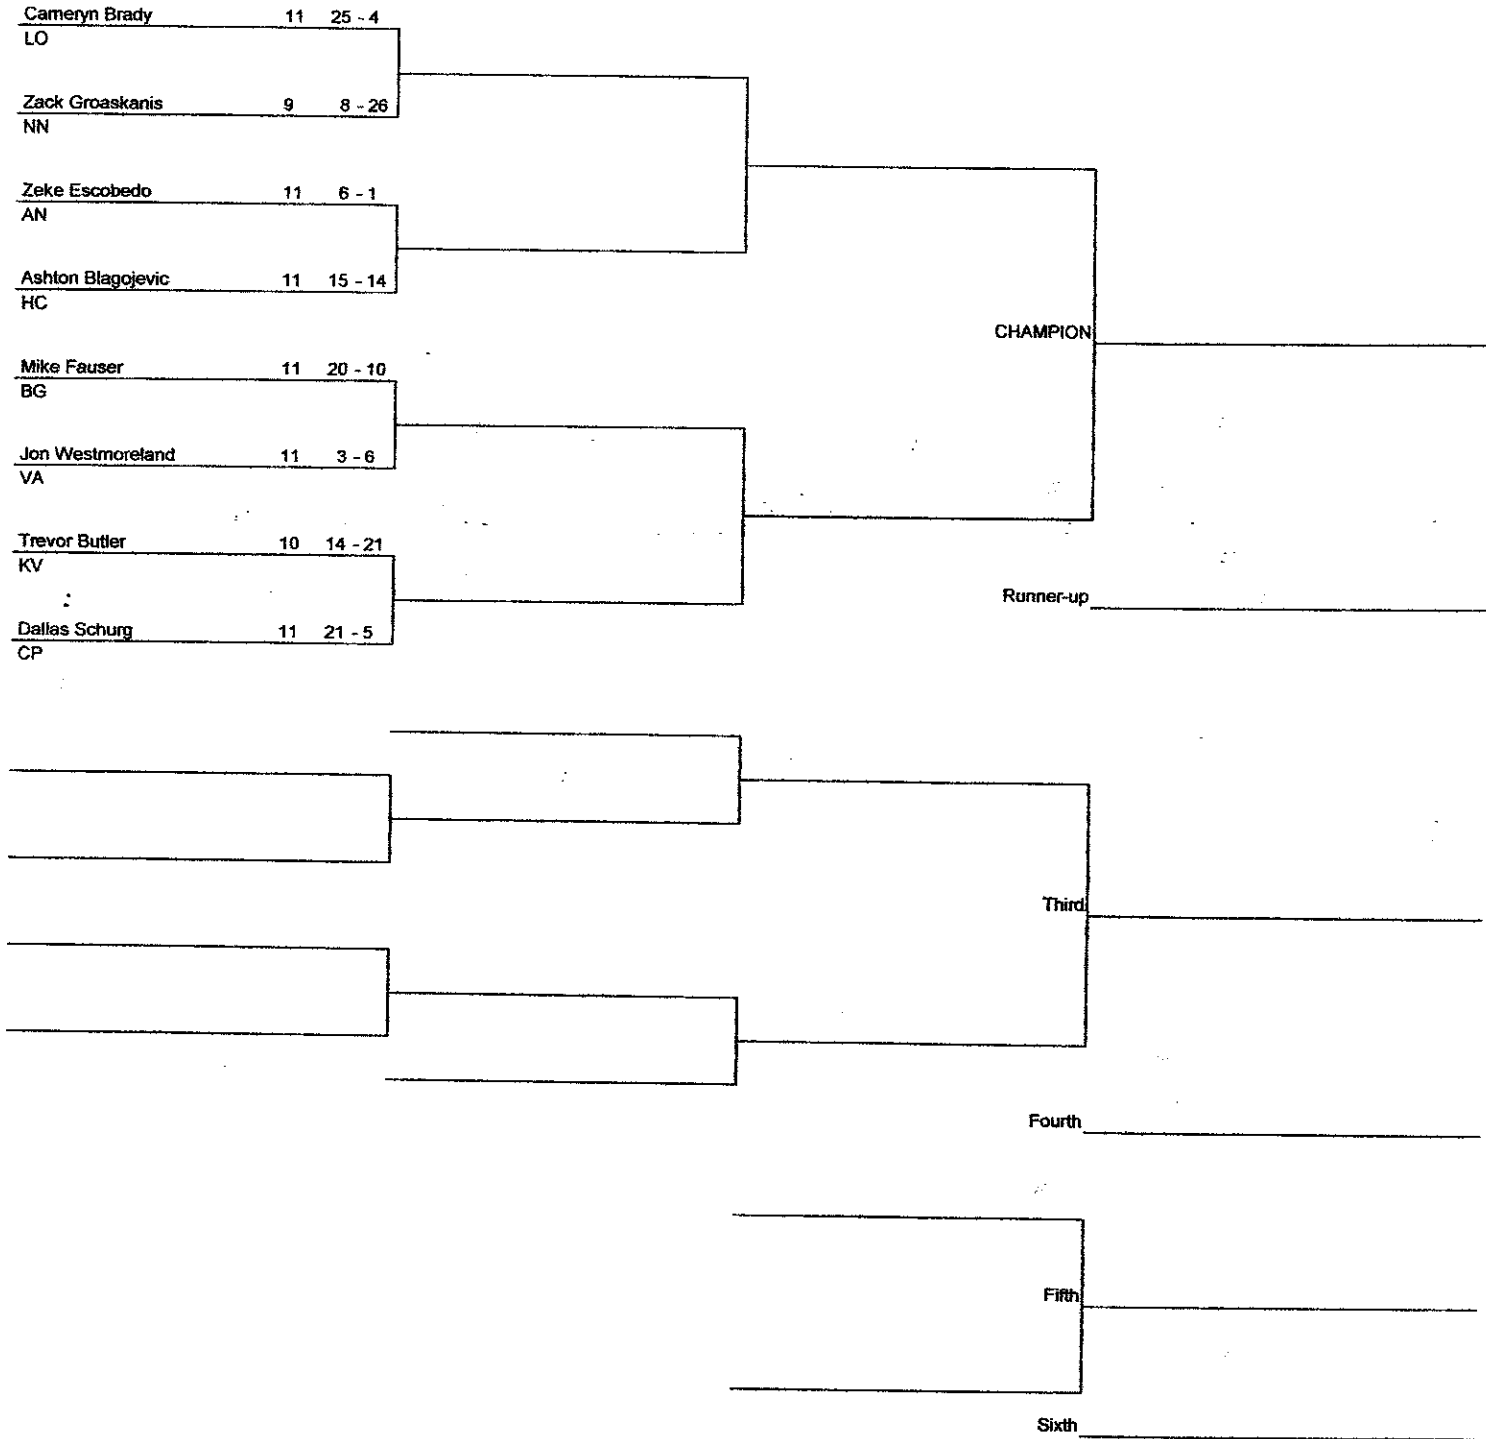 Cameryn Brady 11 25 - 4
LO
Zack Groaskanis 9 8 - 26
NN
Zeke Escobedo 11 6 - 1
AN
Ashton Blagojevic 11 15 - 14
HC
CHAMPION
Mike Fauser 11 20 - 10
BG
Jon Westmoreland 11 3 - 6
VA
Trevor Butler 10 14 - 21
KV
Runner-up
Dallas Schurg 11 21 - 5
CP
Third
Fourth
Fifth
Sixth